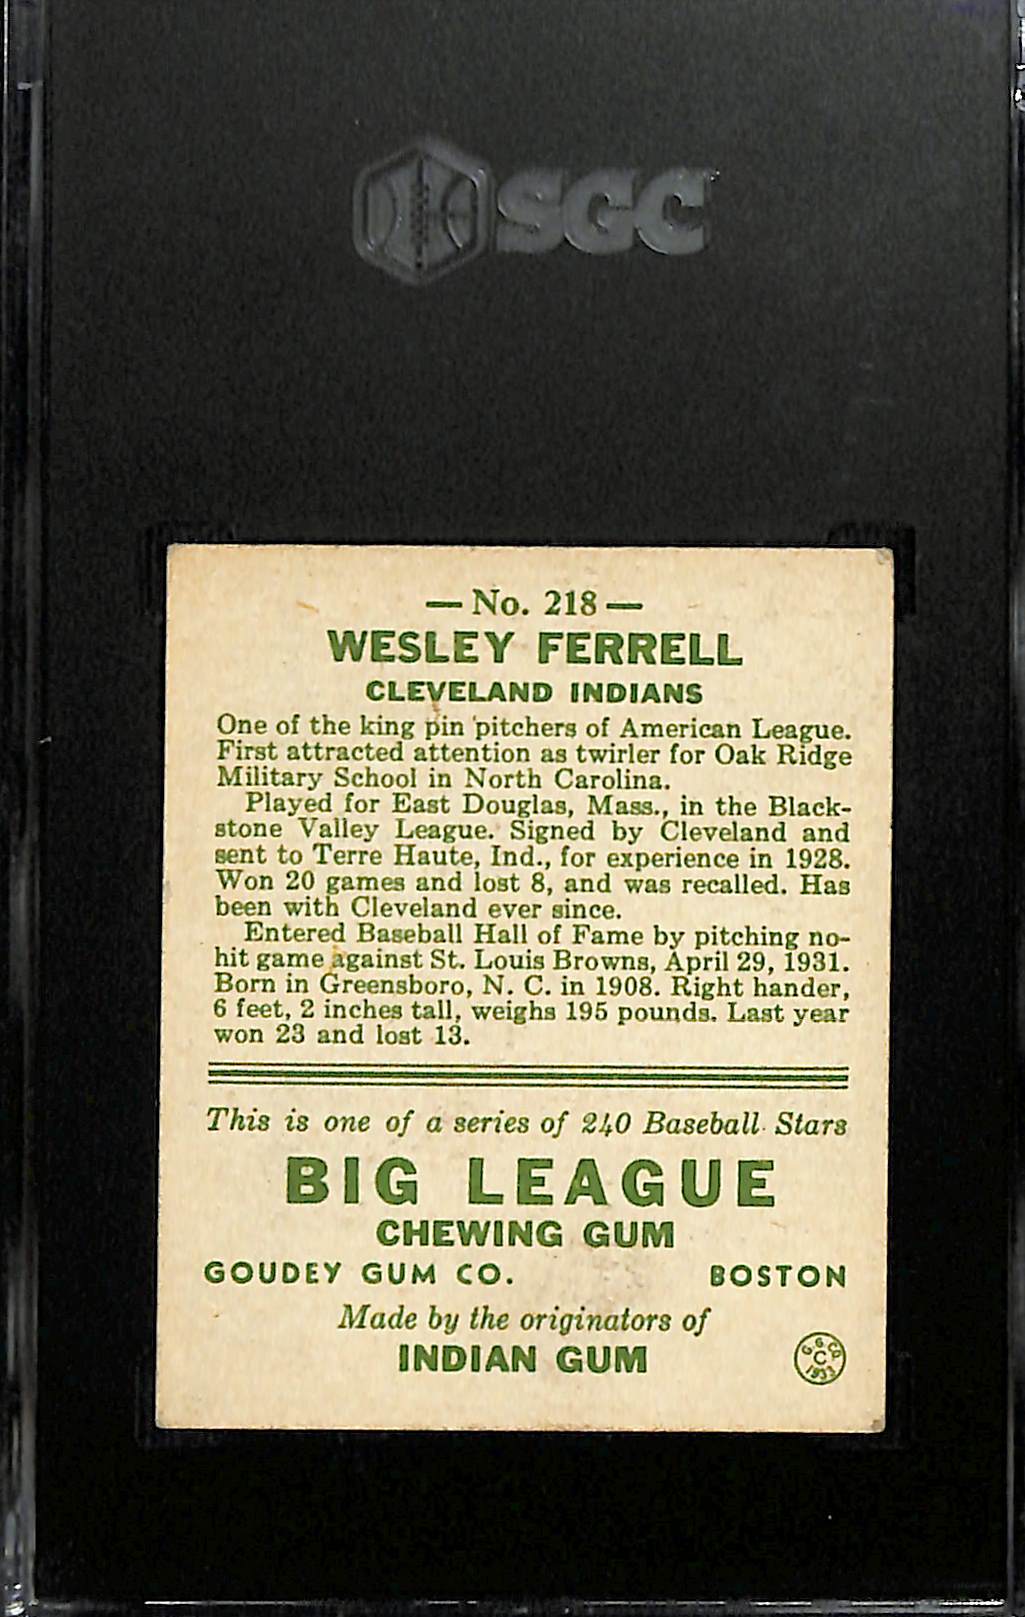 SGC
— No. 218 —
WESLEY FERRELL
CLEVELAND INDIANS
One of the king pin pitchers of American League.
First attracted attention as twirler for Oak Ridge
Military School in North Carolina.
Played for East Douglas, Mass., in the Black-
stone Valley League. Signed by Cleveland and
sent to Terre Haute, Ind., for experience in 1928.
Won 20 games and lost 8, and was recalled. Has
been with Cleveland ever since.
Entered Baseball Hall of Fame by pitching no-
hit game against St. Louis Browns, April 29, 1931.
Born in Greensboro, N. C. in 1908. Right hander,
6 feet, 2 inches tall, weighs 195 pounds. Last year
won 23 and lost 13.
This is one of a series of 240 Baseball Stars
BIG LEAGUE
CHEWING GUM
GOUDEY GUM CO. BOSTON
Made by the originators of
INDIAN GUM
G. G. CO.
C
1933